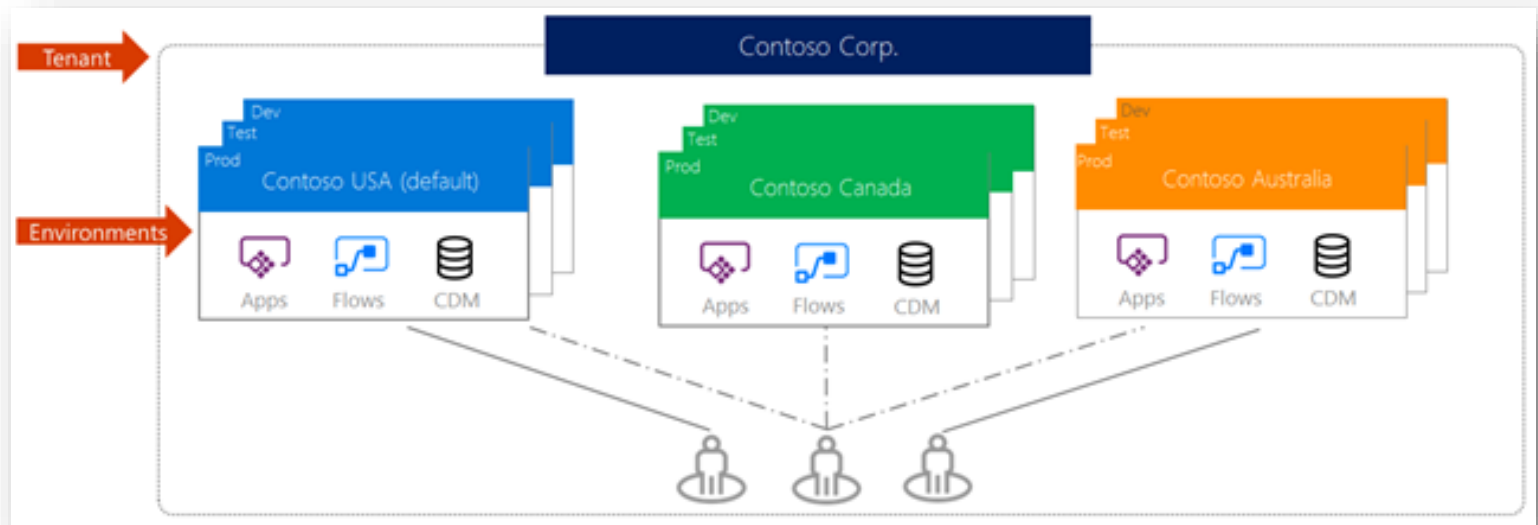 Contoso Corp.
Tenant
Dev
Test
Prod
Contoso USA (default)
Dev
Test
Prod
Contoso Canada
Dev
Test
Prod
Contoso Australia
Environments
Apps Flows CDM
Apps Flows CDM
Apps Flows CDM